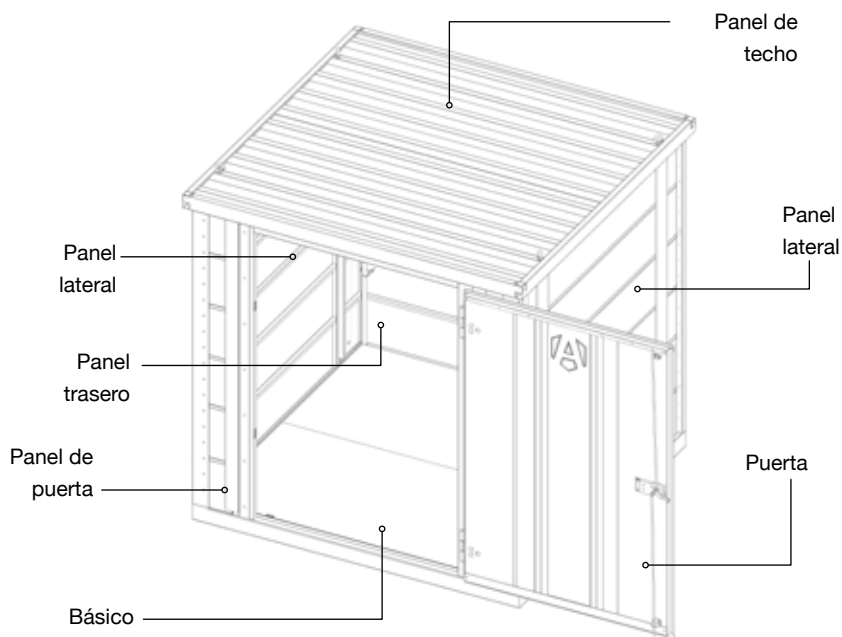 Panel de
techo
Panel
lateral
Panel
lateral
Panel
trasero
Panel de
puerta
Puerta
Básico